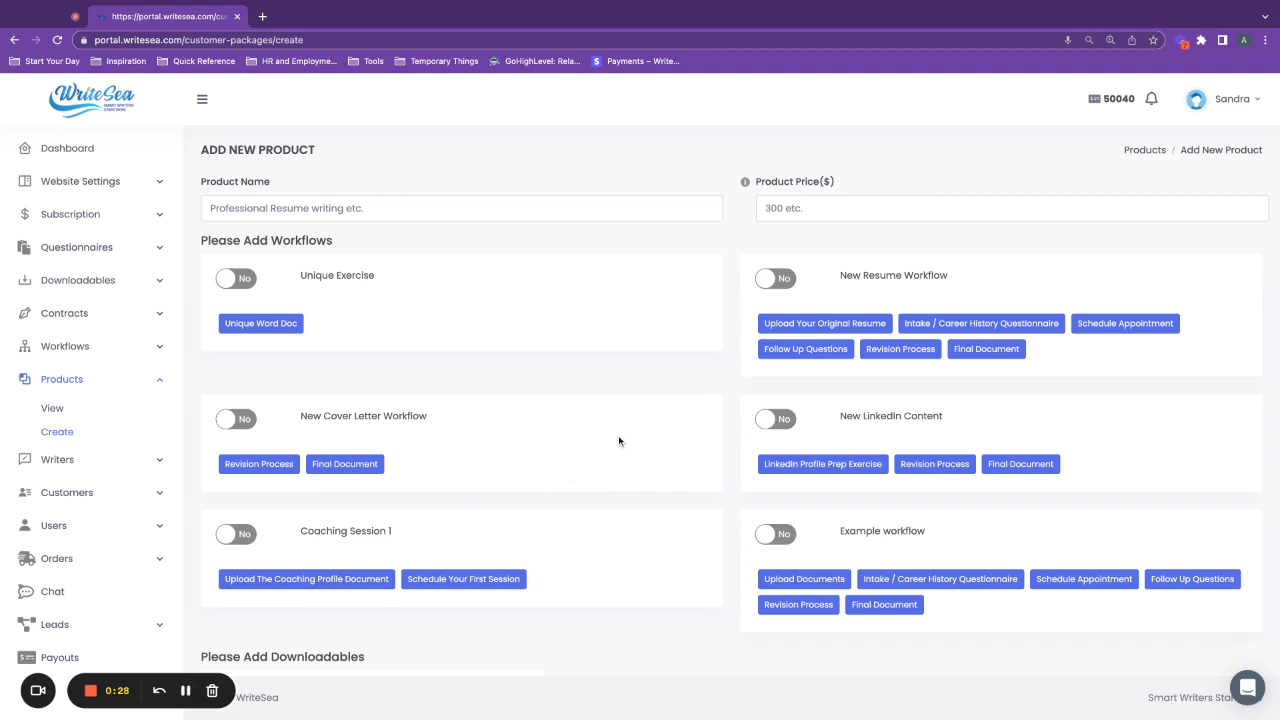 https://portal.writesea.com/cu
portal.writesea.com/customer-packages/create
Start Your Day
Inspiration
Quick Reference
HR and Employme...
Tools
Temporary Things
GoHighLevel: Rela...
Payments – Write...
WriteSea
SMART WRITERS START HERE
50040
Sandra
Dashboard
Website Settings
Subscription
Questionnaires
Downloadables
Contracts
Workflows
Products
View
Create
Writers
Customers
Users
Orders
Chat
Leads
Payouts
0:28
ADD NEW PRODUCT
Products / Add New Product
Product Name
Product Price($)
Professional Resume writing etc.
300 etc.
Please Add Workflows
No
Unique Exercise
Unique Word Doc
No
New Resume Workflow
Upload Your Original Resume
Intake / Career History Questionnaire
Schedule Appointment
Follow Up Questions
Revision Process
Final Document
No
New Cover Letter Workflow
Revision Process
Final Document
No
New LinkedIn Content
LinkedIn Profile Prep Exercise
Revision Process
Final Document
No
Coaching Session 1
Upload The Coaching Profile Document
Schedule Your First Session
No
Example workflow
Upload Documents
Intake / Career History Questionnaire
Schedule Appointment
Follow Up Questions
Revision Process
Final Document
Please Add Downloadables
WriteSea
Smart Writers Sta